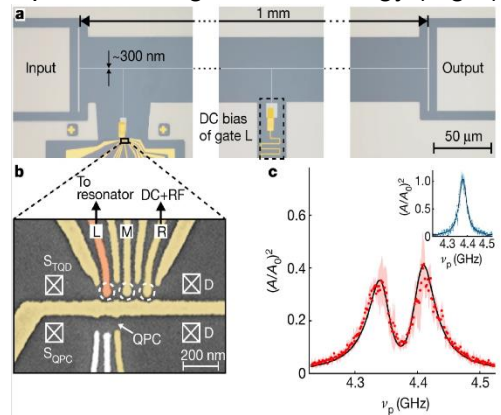 a
1 mm
Input
~300 nm
Output
DC bias
of gate L
50 μm
b
To
resonator
DC+RF
L M R
S_TQD
D
S_QPC
QPC
D
200 nm
c
(A/A₀)²
0.6
0.4
0.2
0
4.3 4.4 4.5
ν_p (GHz)
(A/A₀)²
1.0
0.5
0
4.3 4.4 4.5
ν_p (GHz)